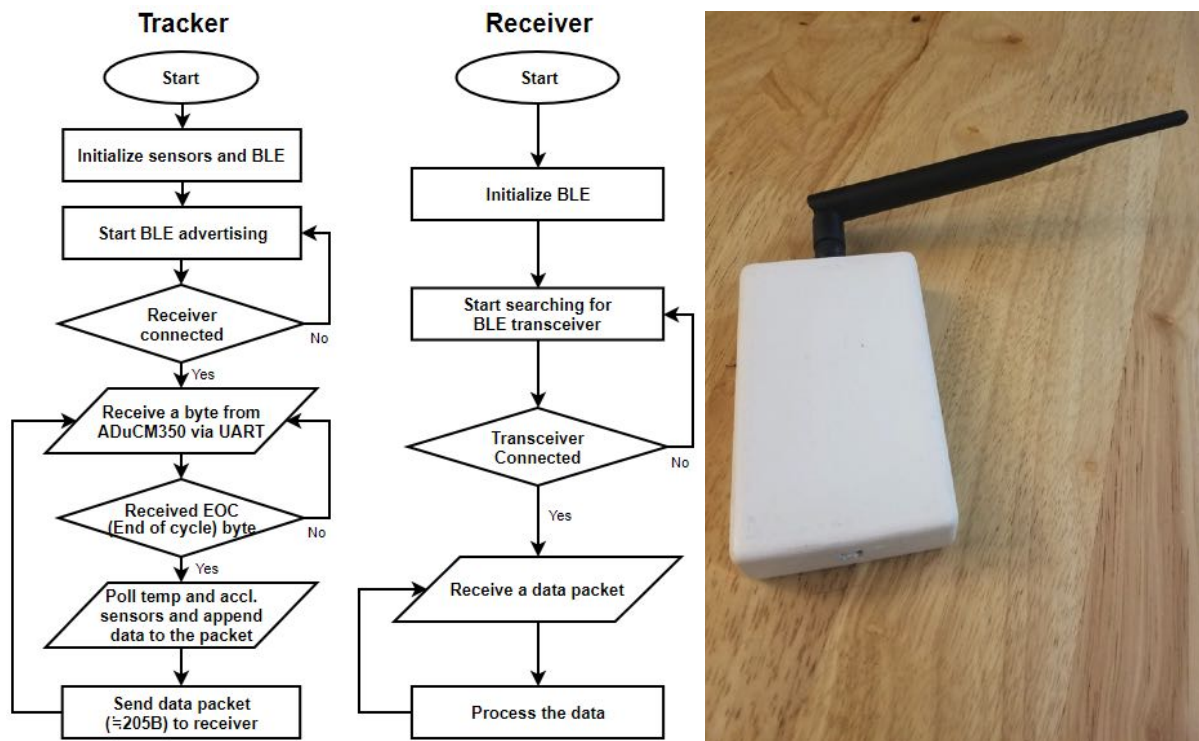 Tracker
Start
Initialize sensors and BLE
Start BLE advertising
Receiver
connected
No
Yes
Receive a byte from
ADuCM350 via UART
Received EOC
(End of cycle) byte
No
Yes
Poll temp and accl.
sensors and append
data to the packet
Send data packet
(≒205B) to receiver
Receiver
Start
Initialize BLE
Start searching for
BLE transceiver
Transceiver
Connected
No
Yes
Receive a data packet
Process the data